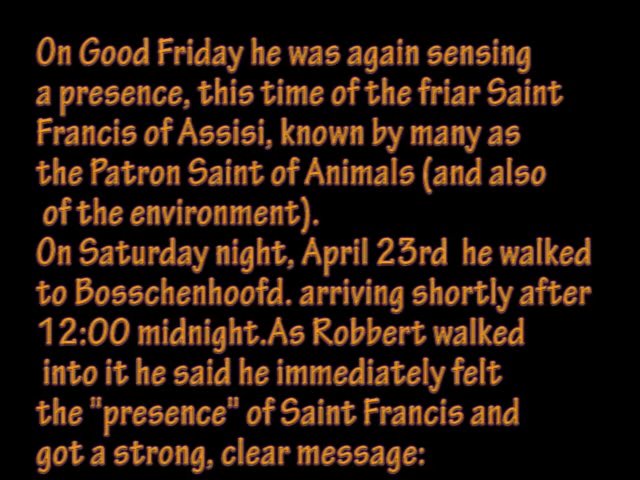 On Good Friday he was again sensing
a presence, this time of the friar Saint
Francis of Assisi, known by many as
the Patron Saint of Animals (and also
of the environment).
On Saturday night, April 23rd  he walked
to Bosschenhoofd. arriving shortly after
12:00 midnight.As Robbert walked
into it he said he immediately felt
the "presence" of Saint Francis and
got a strong, clear message: